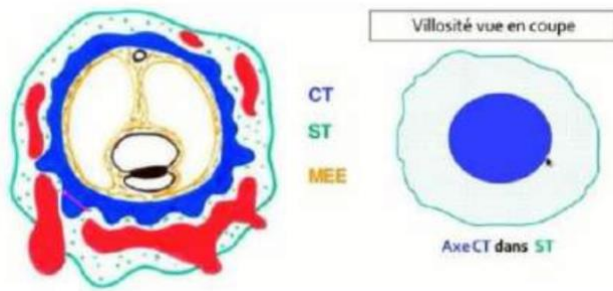 Villosité vue en coupe
CT
ST
MEE
Axe CT dans ST